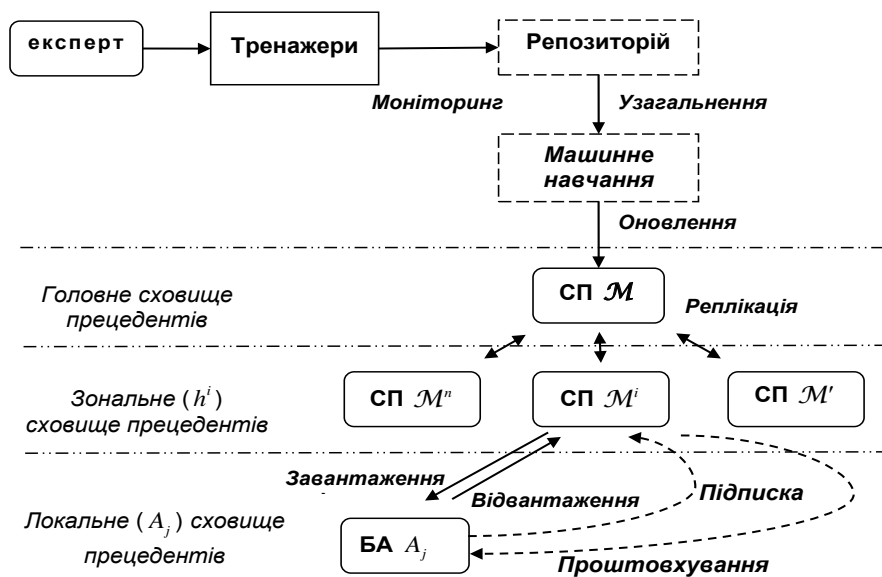 експерт
Тренажери
Репозиторій
Моніторинг
Узагальнення
Машинне
навчання
Оновлення
Головне сховище
прецедентів
СП ℳ
Реплікація
Зональне (hⁱ)
сховище прецедентів
СП ℳⁿ
СП ℳⁱ
СП ℳ′
Завантаження
Відвантаження
Підписка
Локальне (Aⱼ) сховище
прецедентів
БА Aⱼ
Проштовхування